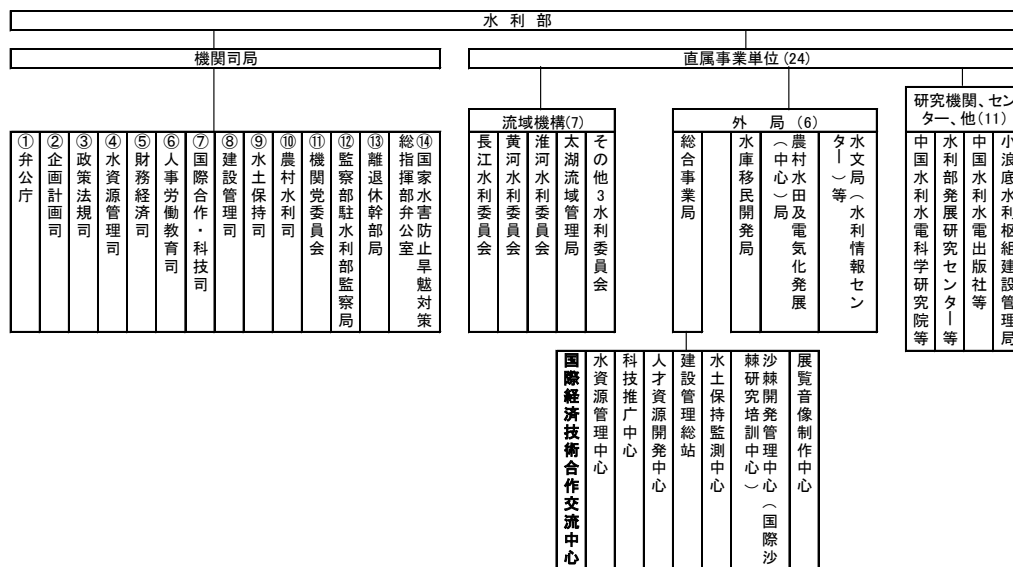 水利部
機関司局
直属事業単位(24)
流域機構(7)
外局(6)
研究機関、セン
ター、他(11)
①弁公庁
②企画計画司
③政策法規司
④水資源管理司
⑤財務経済司
⑥人事労働教育司
⑦国際合作・科技司
⑧建設管理司
⑨水土保持司
⑩農村水利司
⑪機関党委員会
⑫監察部駐水利部監察局
⑬離退休幹部局
⑭国家水害防止旱魃対策
総指揮部弁公室
長江水利委員会
黄河水利委員会
淮河水利委員会
太湖流域管理局
その他3水利委員会
総合事業局
水庫移民開発局
農村水田及電気化発展
(中心)局
水文局(水利情報セン
ター)等
中国水利水電科学研究院等
水利部発展研究センター等
中国水利水電出版社等
小浪底水利枢組建設管理局
国際経済技術合作交流中心
水資源管理中心
科技推广中心
人才資源開発中心
建設管理総站
水土保持監測中心
沙棘開発管理中心(国際沙
棘研究培訓中心)
展覧音像制作中心